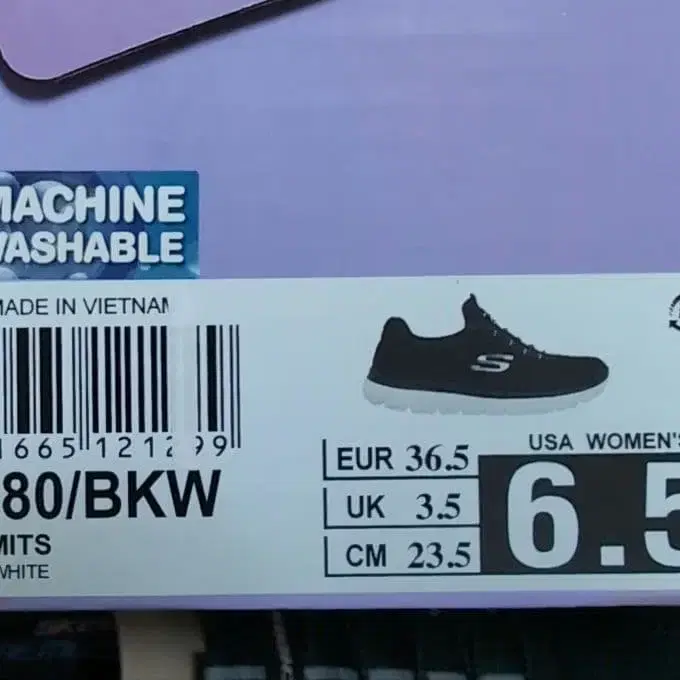 MACHINE
WASHABLE
MADE IN VIETNAM
665 121299
80/BKW
MITS
WHITE
S
EUR 36.5
UK 3.5
CM 23.5
USA WOMEN'S
6.5